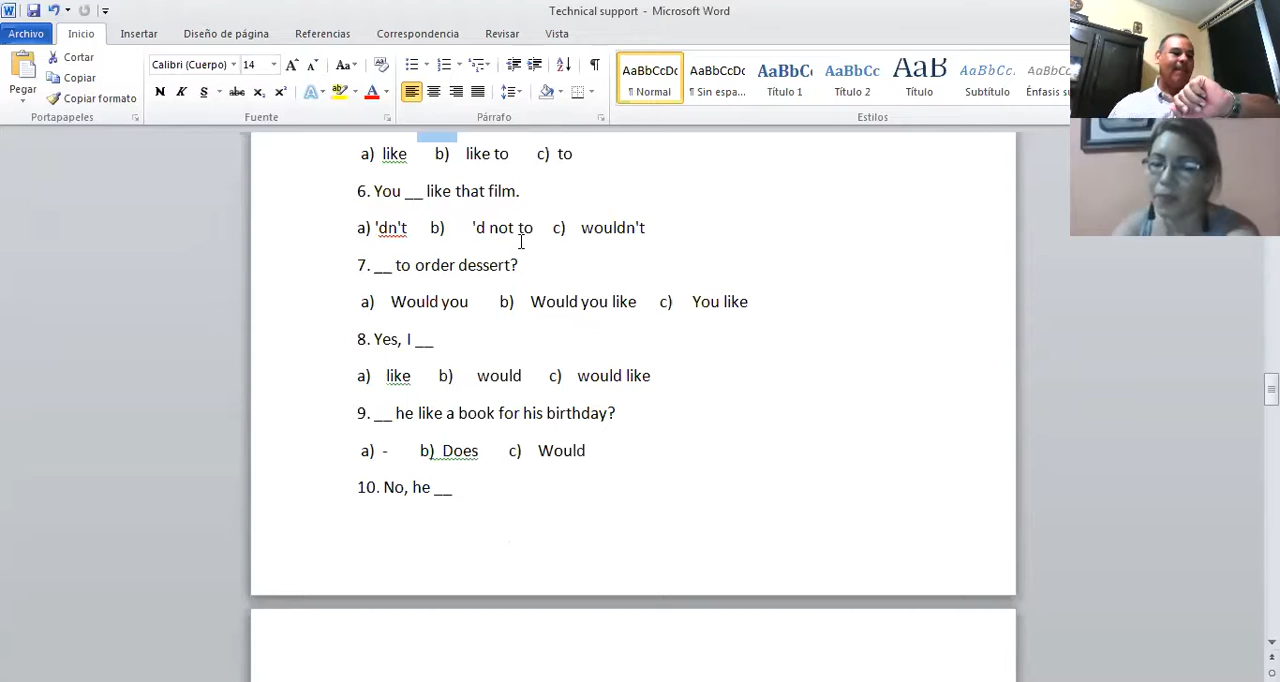 Technical support - Microsoft Word
Archivo Inicio Insertar Diseño de página Referencias Correspondencia Revisar Vista
Pegar
Cortar
Copiar
Copiar formato
Calibri (Cuerpo) 14
AaBbCcDc AaBbCcDc AaBbC AaBbCc AaB AaBbCc. AaBbCc
¶ Normal ¶ Sin espa... Título 1 Título 2 Título Subtítulo Énfasis su
Portapapeles Fuente Párrafo Estilos
a) like b) like to c) to
6. You __ like that film.
a) 'dn't b) 'd not to c) wouldn't
7. __ to order dessert?
a) Would you b) Would you like c) You like
8. Yes, I __
a) like b) would c) would like
9. __ he like a book for his birthday?
a) - b) Does c) Would
10. No, he __